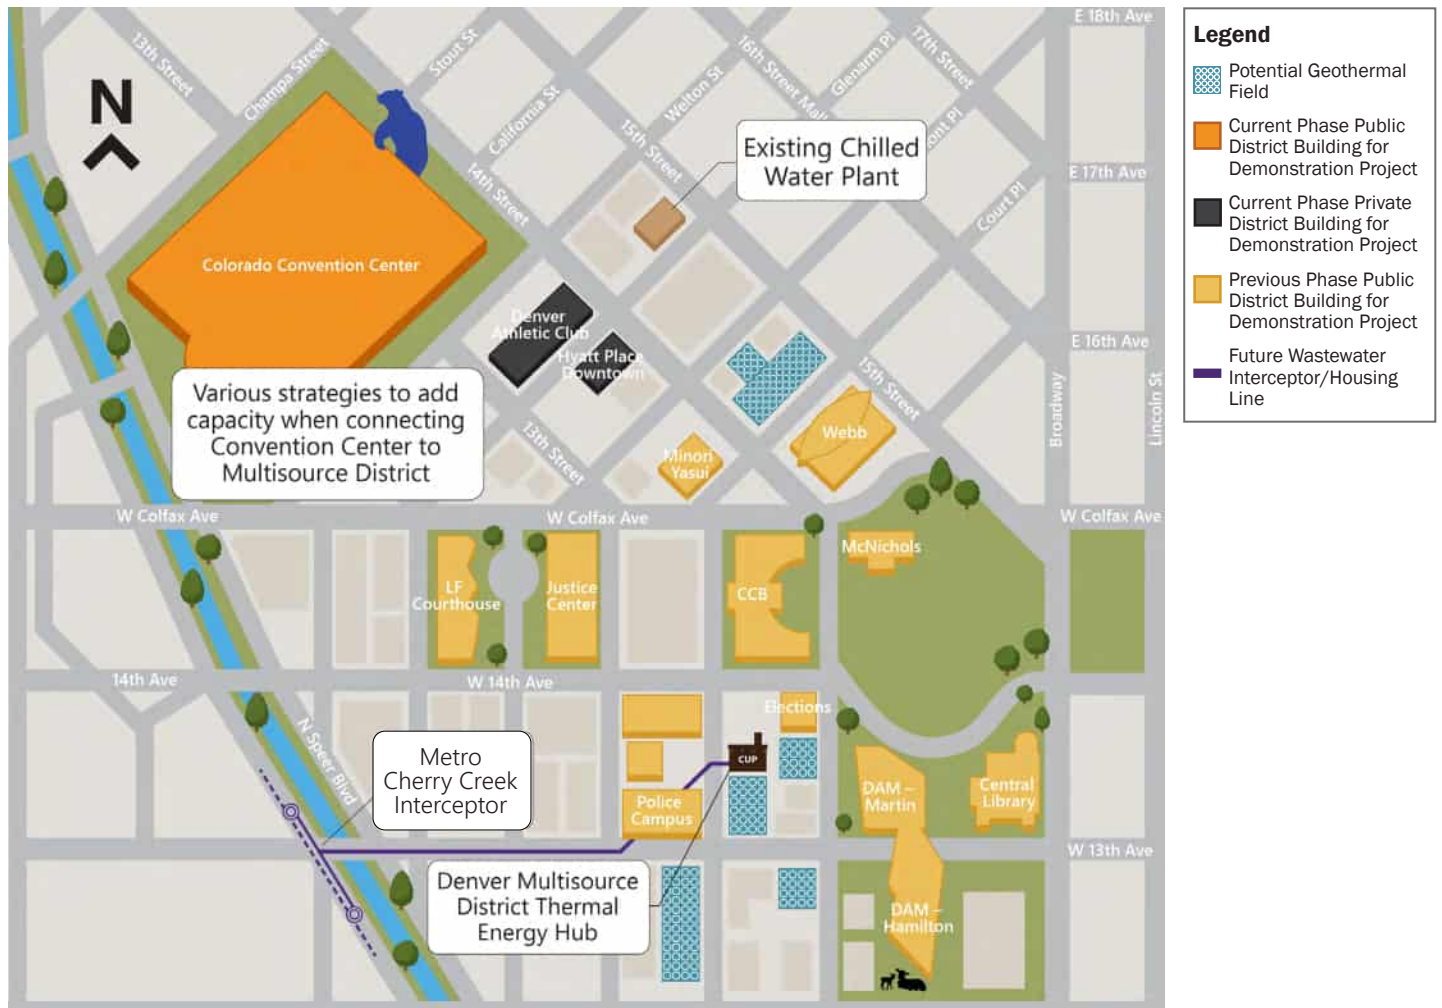 E 18th Ave
13th Street
Champa Street
Stout St
California St
Welton St
16th Street Mall
Glenarm Pl
17th Street
15th Street
14th Street
E 17th Ave
Court Pl
N
Existing Chilled
Water Plant
Colorado Convention Center
Denver
Athletic Club
Hyatt Place
Downtown
E 16th Ave
15th Street
Broadway
Lincoln St
Various strategies to add
capacity when connecting
Convention Center to
Multisource District
13th Street
Minori
Yasui
Webb
W Colfax Ave
W Colfax Ave
W Colfax Ave
McNichols
LF
Courthouse
Justice
Center
CCB
14th Ave
W 14th Ave
Elections
N Speer Blvd
Metro
Cherry Creek
Interceptor
CUP
Police
Campus
DAM –
Martin
Central
Library
W 13th Ave
Denver Multisource
District Thermal
Energy Hub
DAM –
Hamilton
Legend
Potential Geothermal
Field
Current Phase Public
District Building for
Demonstration Project
Current Phase Private
District Building for
Demonstration Project
Previous Phase Public
District Building for
Demonstration Project
Future Wastewater
Interceptor/Housing
Line